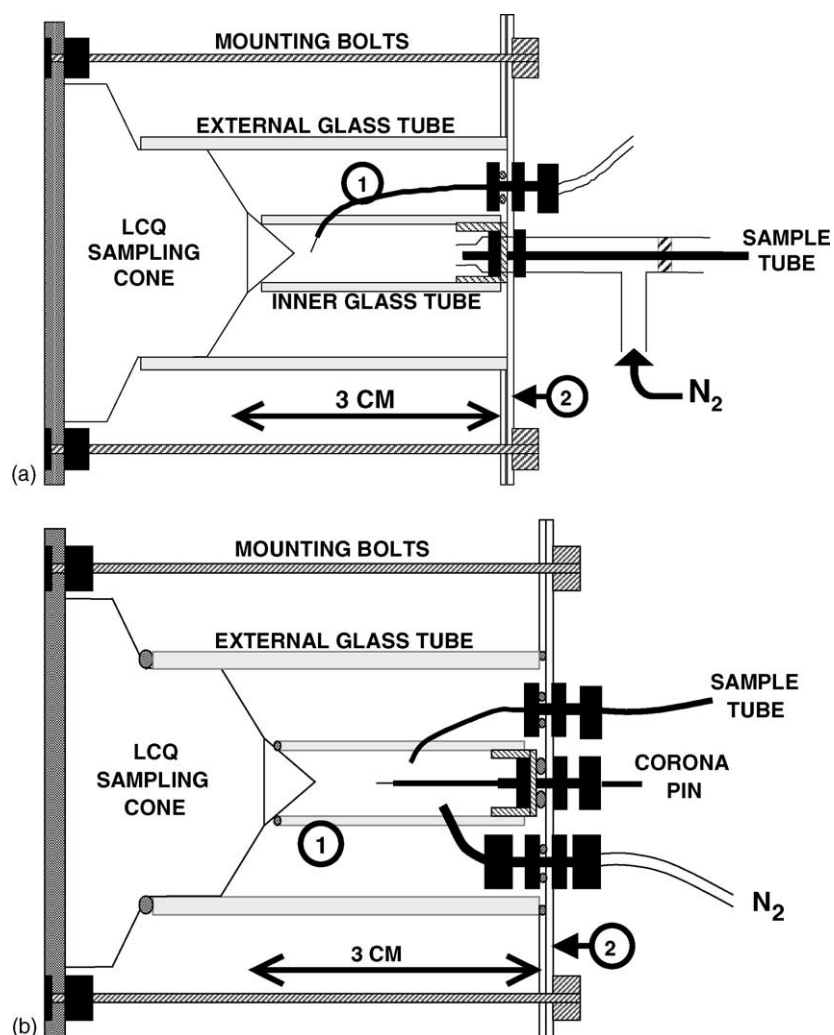 MOUNTING BOLTS
EXTERNAL GLASS TUBE
1
LCQ
SAMPLING
CONE
SAMPLE
TUBE
INNER GLASS TUBE
3 CM
2
N2
(a)
MOUNTING BOLTS
EXTERNAL GLASS TUBE
SAMPLE
TUBE
LCQ
SAMPLING
CONE
CORONA
PIN
1
N2
3 CM
2
(b)